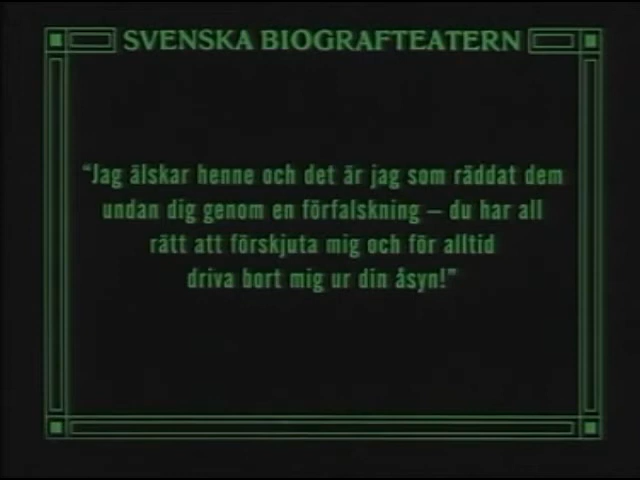 SVENSKA BIOGRAFTEATERN
"Jag älskar henne och det är jag som räddat dem
undan dig genom en förfalskning – du har all
rätt att förskjuta mig och för alltid
driva bort mig ur din åsyn!"